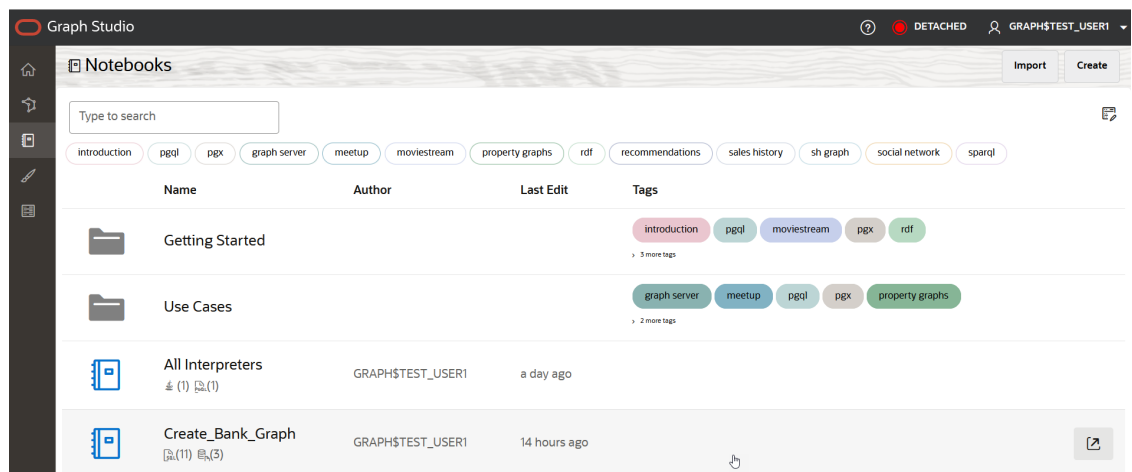 Graph Studio
DETACHED
GRAPH$TEST_USER1
Notebooks
Import
Create
Type to search
introduction pgql pgx graph server meetup moviestream property graphs rdf recommendations sales history sh graph social network sparql
Name Author Last Edit Tags
Getting Started
introduction pgql moviestream pgx rdf
3 more tags
Use Cases
graph server meetup pgql pgx property graphs
2 more tags
All Interpreters
(1) (1)
GRAPH$TEST_USER1
a day ago
Create_Bank_Graph
(11) (3)
GRAPH$TEST_USER1
14 hours ago